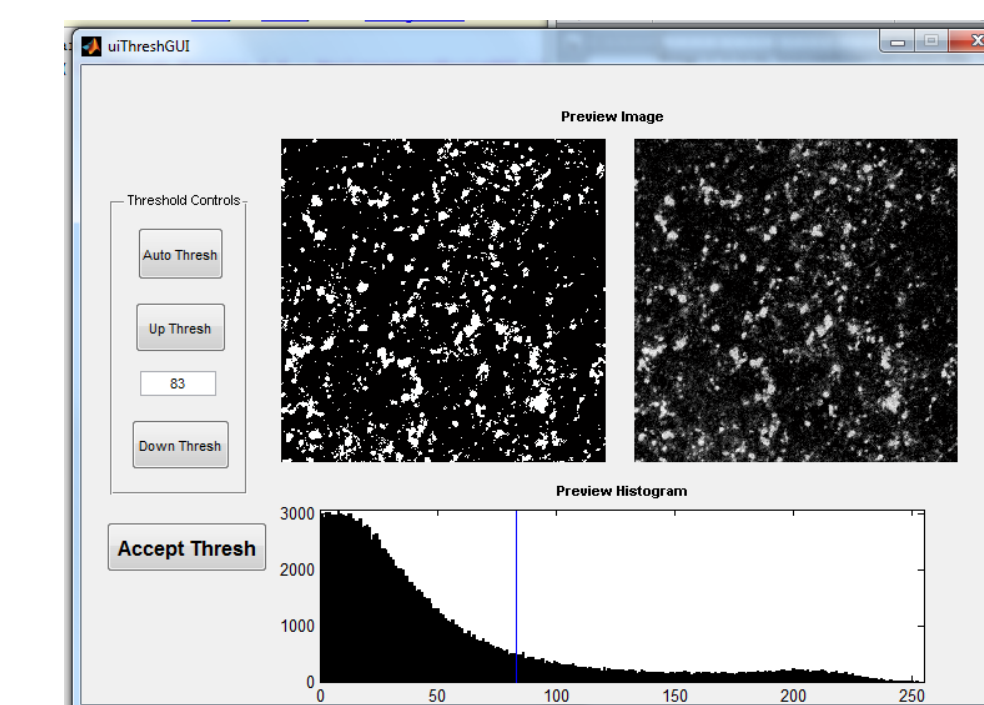 uiThreshGUI
Preview Image
Threshold Controls
Auto Thresh
Up Thresh
83
Down Thresh
Accept Thresh
Preview Histogram
3000
2000
1000
0
0 50 100 150 200 250